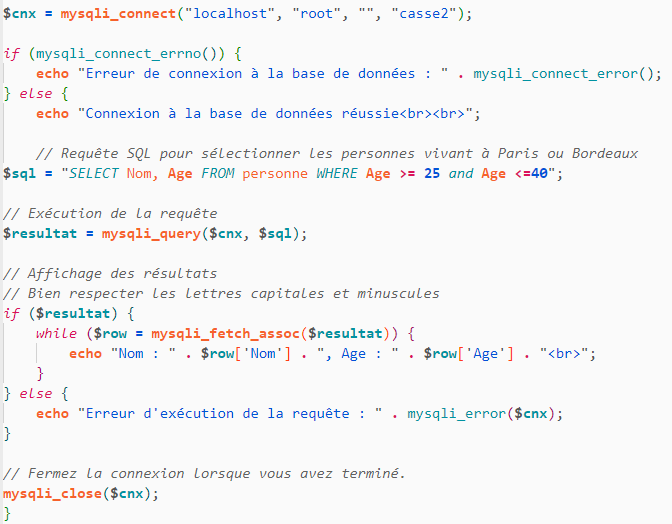 $cnx = mysqli_connect("localhost", "root", "", "casse2");
if (mysqli_connect_errno()) {
echo "Erreur de connexion à la base de données : " . mysqli_connect_error();
} else {
echo "Connexion à la base de données réussie<br><br>";
// Requête SQL pour sélectionner les personnes vivant à Paris ou Bordeaux
$sql = "SELECT Nom, Age FROM personne WHERE Age >= 25 and Age <=40";
// Exécution de la requête
$resultat = mysqli_query($cnx, $sql);
// Affichage des résultats
// Bien respecter les lettres capitales et minuscules
if ($resultat) {
while ($row = mysqli_fetch_assoc($resultat)) {
echo "Nom : " . $row['Nom'] . ", Age : " . $row['Age'] . "<br>";
}
} else {
echo "Erreur d'exécution de la requête : " . mysqli_error($cnx);
}
// Fermez la connexion lorsque vous avez terminé.
mysqli_close($cnx);
}